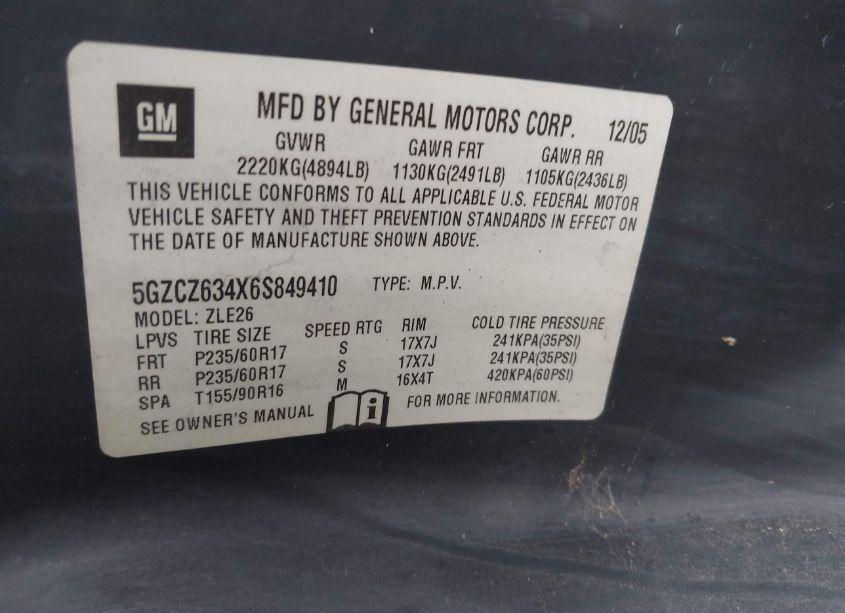 GM
MFD BY GENERAL MOTORS CORP. 12/05
GVWR GAWR FRT GAWR RR
2220KG(4894LB) 1130KG(2491LB) 1105KG(2436LB)
THIS VEHICLE CONFORMS TO ALL APPLICABLE U.S. FEDERAL MOTOR
VEHICLE SAFETY AND THEFT PREVENTION STANDARDS IN EFFECT ON
THE DATE OF MANUFACTURE SHOWN ABOVE.
5GZCZ634X6S849410 TYPE: M.P.V.
MODEL: ZLE26
LPVS TIRE SIZE SPEED RTG RIM COLD TIRE PRESSURE
FRT P235/60R17 S 17X7J 241KPA(35PSI)
RR P235/60R17 S 17X7J 241KPA(35PSI)
SPA T155/90R16 M 16X4T 420KPA(60PSI)
SEE OWNER'S MANUAL i FOR MORE INFORMATION.